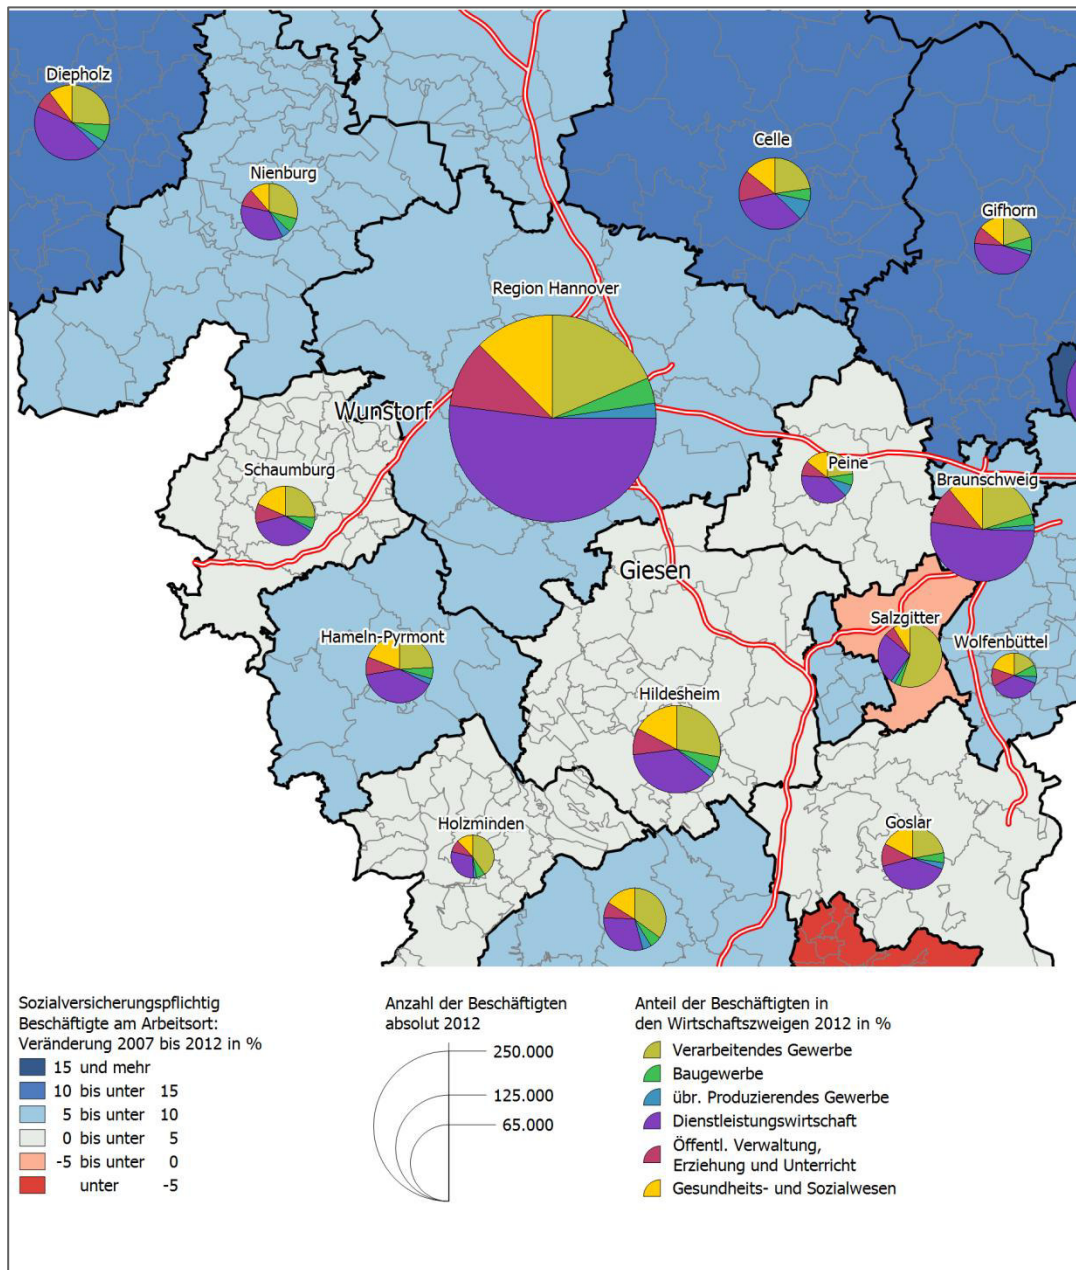 Diepholz
Celle
Nienburg
Gifhorn
Region Hannover
Wunstorf
Schaumburg
Peine
Braunschweig
Giesen
Salzgitter
Hameln-Pyrmont
Wolfenbüttel
Hildesheim
Holzminden
Goslar
Sozialversicherungspflichtig
Beschäftigte am Arbeitsort:
Veränderung 2007 bis 2012 in %
15 und mehr
10 bis unter 15
5 bis unter 10
0 bis unter 5
-5 bis unter 0
unter -5
Anzahl der Beschäftigten
absolut 2012
250.000
125.000
65.000
Anteil der Beschäftigten in
den Wirtschaftszweigen 2012 in %
Verarbeitendes Gewerbe
Baugewerbe
übr. Produzierendes Gewerbe
Dienstleistungswirtschaft
Öffentl. Verwaltung,
Erziehung und Unterricht
Gesundheits- und Sozialwesen